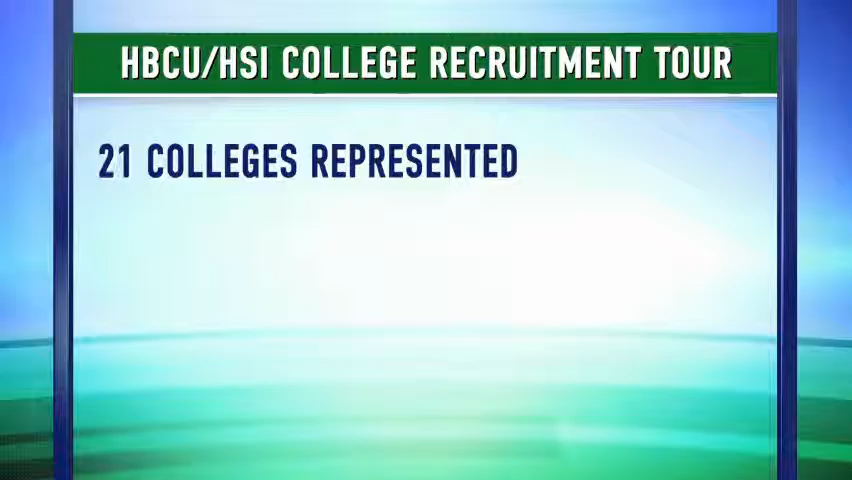 HBCU/HSI COLLEGE RECRUITMENT TOUR
21 COLLEGES REPRESENTED